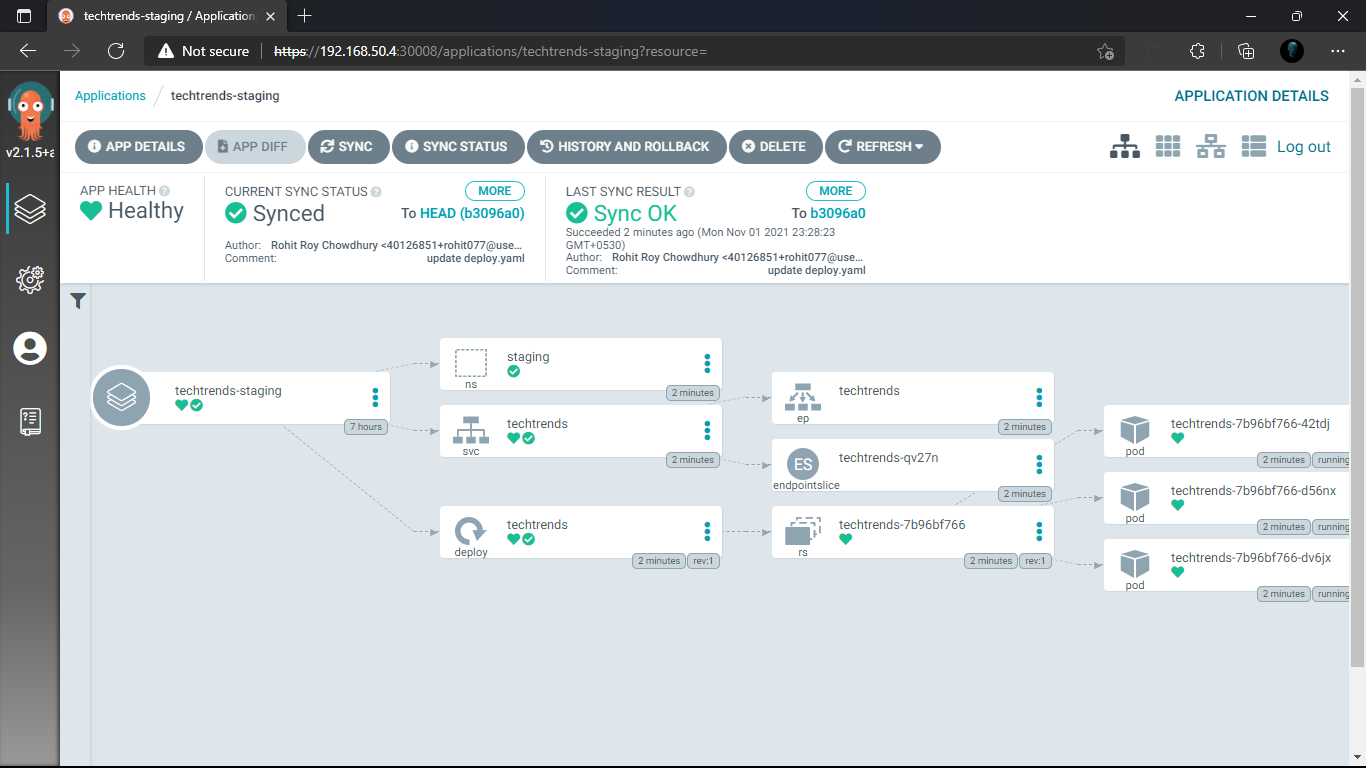 techtrends-staging / Application
Not secure
https://192.168.50.4:30008/applications/techtrends-staging?resource=
v2.1.5+a
Applications / techtrends-staging
APPLICATION DETAILS
APP DETAILS
APP DIFF
SYNC
SYNC STATUS
HISTORY AND ROLLBACK
DELETE
REFRESH
Log out
APP HEALTH
Healthy
CURRENT SYNC STATUS
MORE
Synced
To HEAD (b3096a0)
Author: Rohit Roy Chowdhury <40126851+rohit077@use...
Comment: update deploy.yaml
LAST SYNC RESULT
MORE
Sync OK
To b3096a0
Succeeded 2 minutes ago (Mon Nov 01 2021 23:28:23
GMT+0530)
Author: Rohit Roy Chowdhury <40126851+rohit077@use...
Comment: update deploy.yaml
techtrends-staging
7 hours
staging
ns
2 minutes
techtrends
svc
2 minutes
techtrends
deploy
2 minutes
rev:1
techtrends
ep
2 minutes
ES
techtrends-qv27n
endpointslice
2 minutes
techtrends-7b96bf766
rs
2 minutes
rev:1
techtrends-7b96bf766-42tdj
pod
2 minutes
running
techtrends-7b96bf766-d56nx
pod
2 minutes
running
techtrends-7b96bf766-dv6jx
pod
2 minutes
running